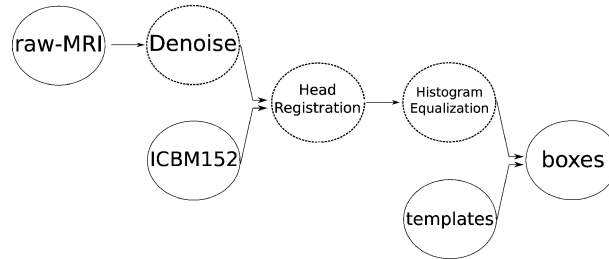 raw-MRI
Denoise
ICBM152
Head
Registration
Histogram
Equalization
templates
boxes